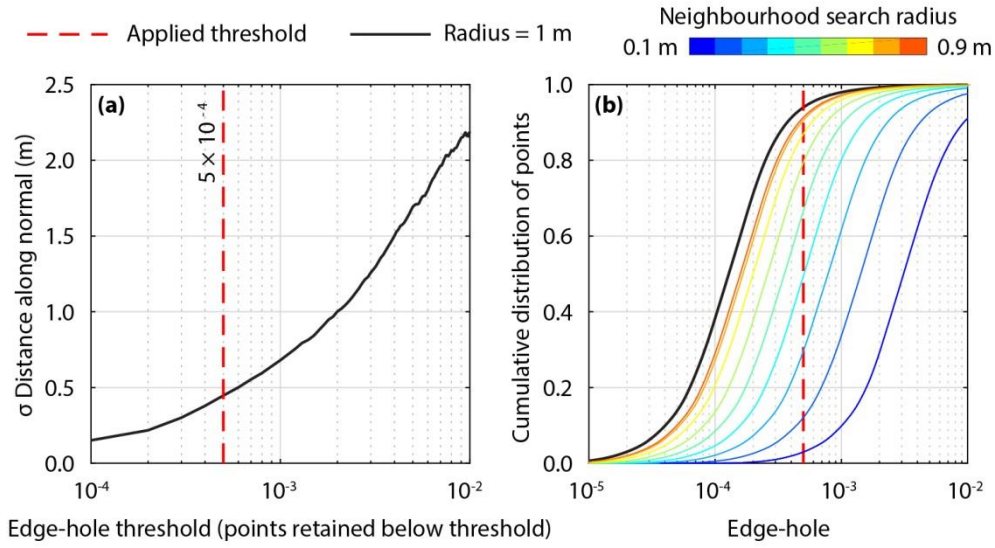 Applied threshold
Radius = 1 m
Neighbourhood search radius
0.1 m
0.9 m
(a)
5 × 10⁻⁴
σ Distance along normal (m)
2.5
2.0
1.5
1.0
0.5
0.0
10⁻⁴
10⁻³
10⁻²
Edge-hole threshold (points retained below threshold)
(b)
Cumulative distribution of points
1.0
0.8
0.6
0.4
0.2
0.0
10⁻⁵
10⁻⁴
10⁻³
10⁻²
Edge-hole